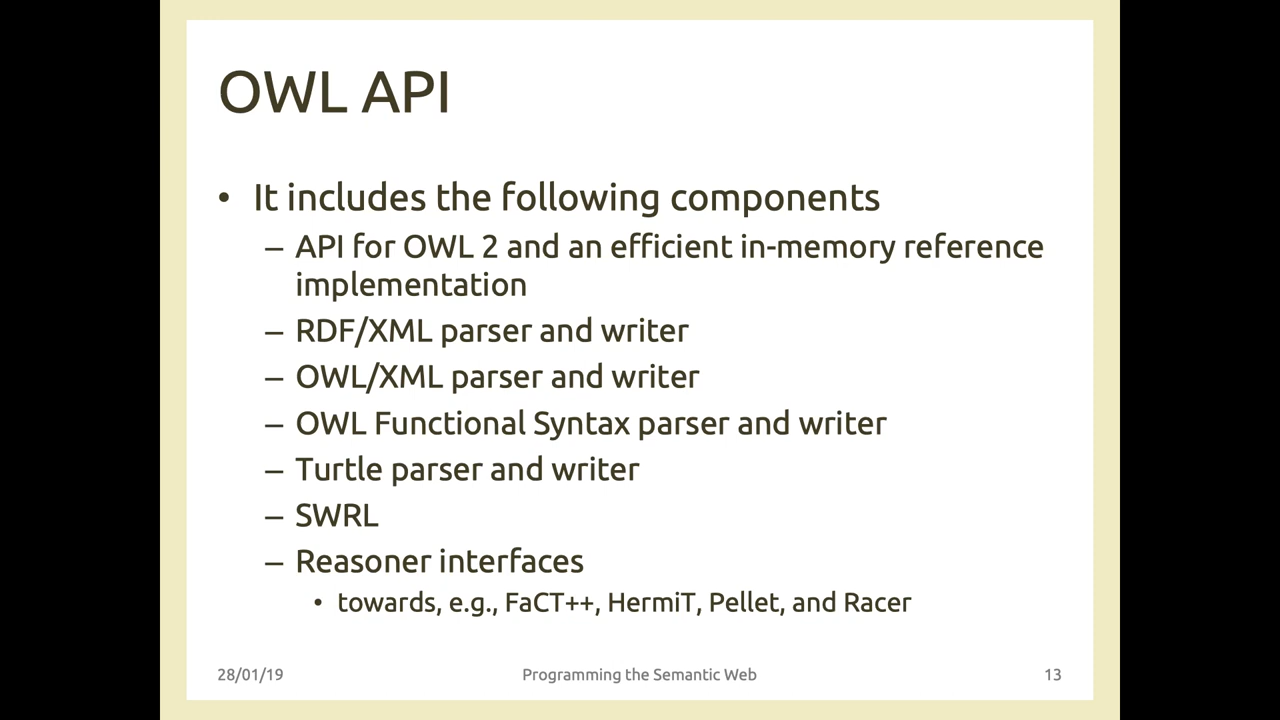 OWL API
• It includes the following components
– API for OWL 2 and an efficient in-memory reference
implementation
– RDF/XML parser and writer
– OWL/XML parser and writer
– OWL Functional Syntax parser and writer
– Turtle parser and writer
– SWRL
– Reasoner interfaces
• towards, e.g., FaCT++, HermiT, Pellet, and Racer
28/01/19 Programming the Semantic Web 13